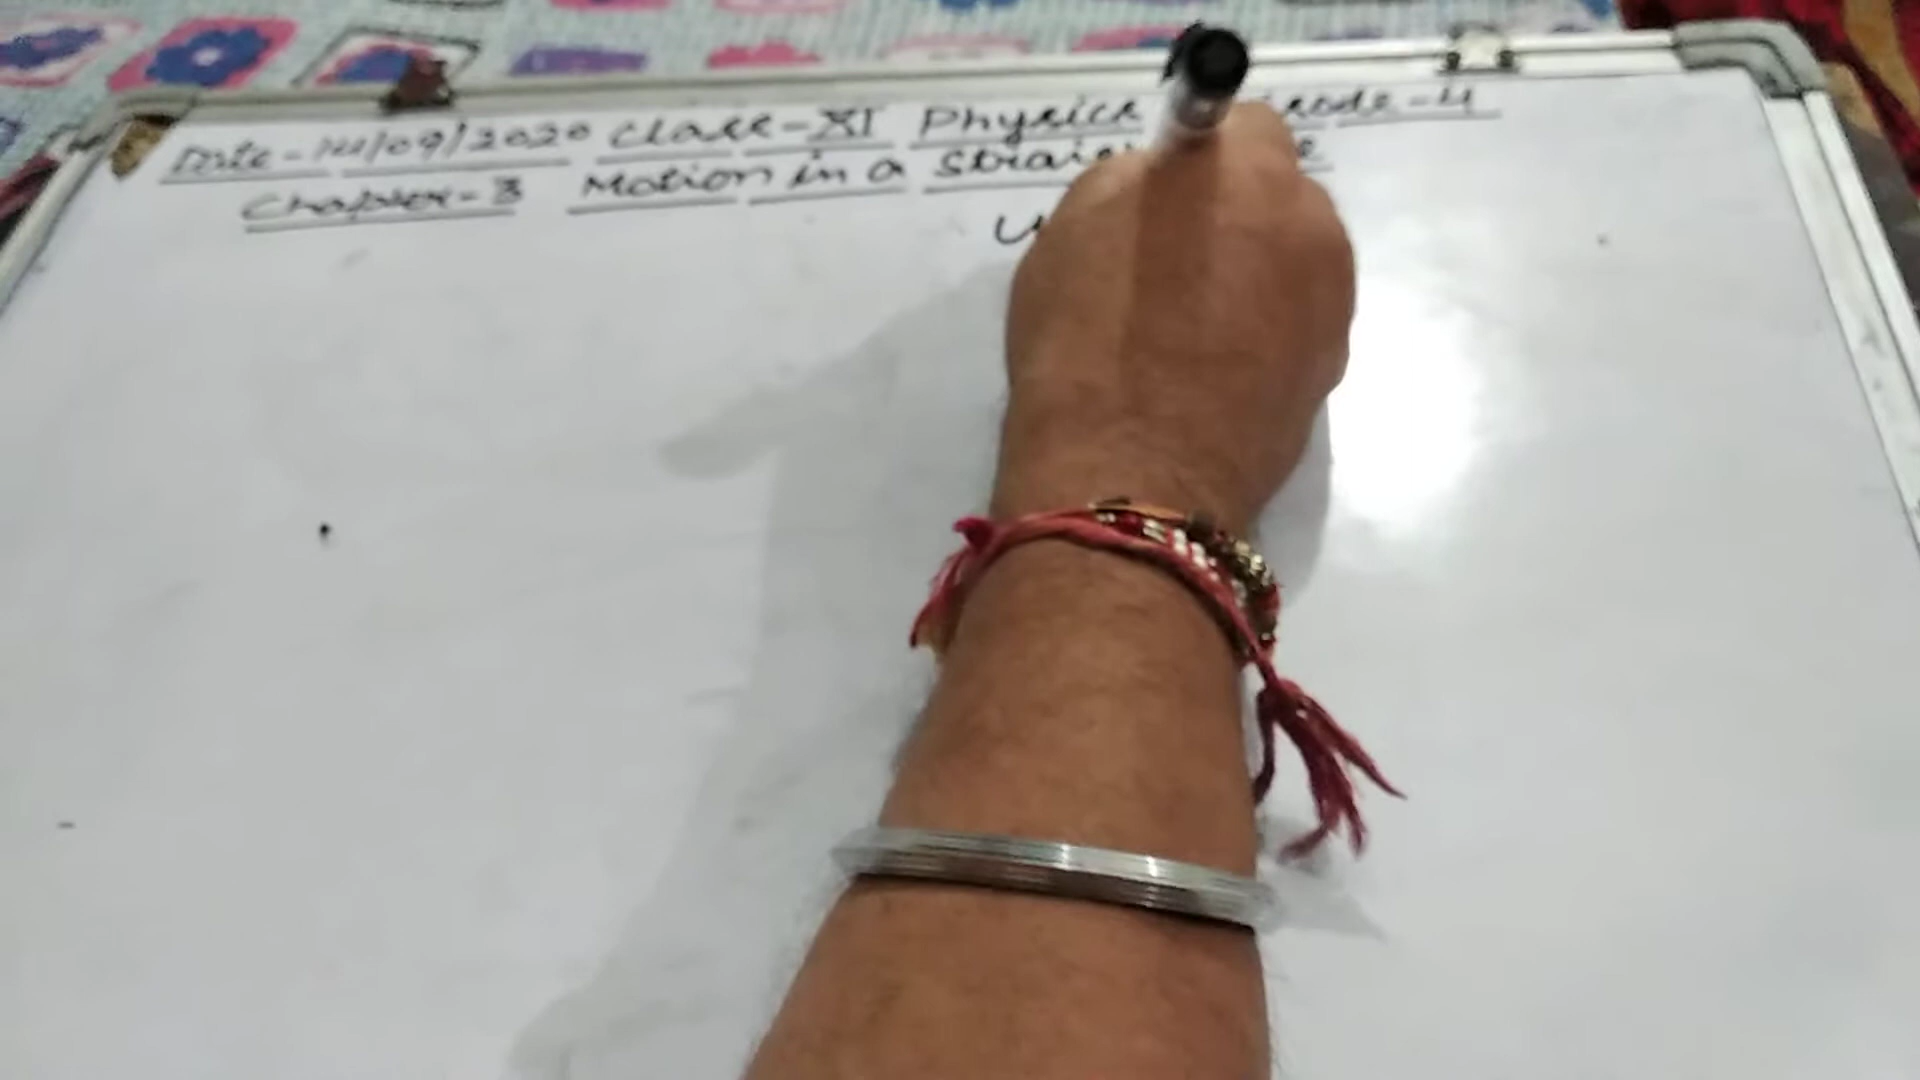 Date-14/09/2020 Class-XI Physics
Chapter-3 Motion in a